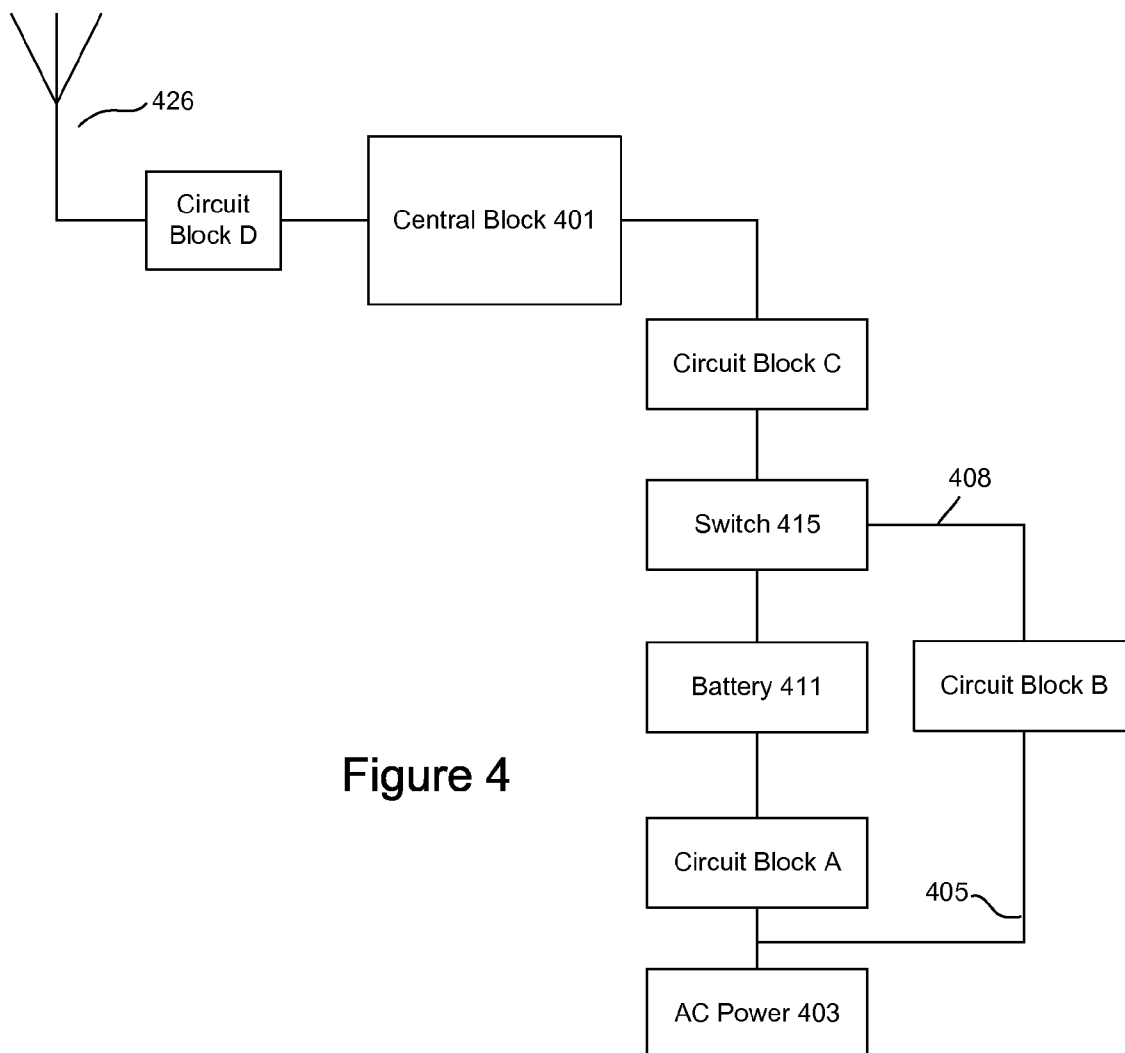 426
Circuit
Block D
Central Block 401
Circuit Block C
408
Switch 415
Battery 411
Circuit Block B
Figure 4
Circuit Block A
405
AC Power 403